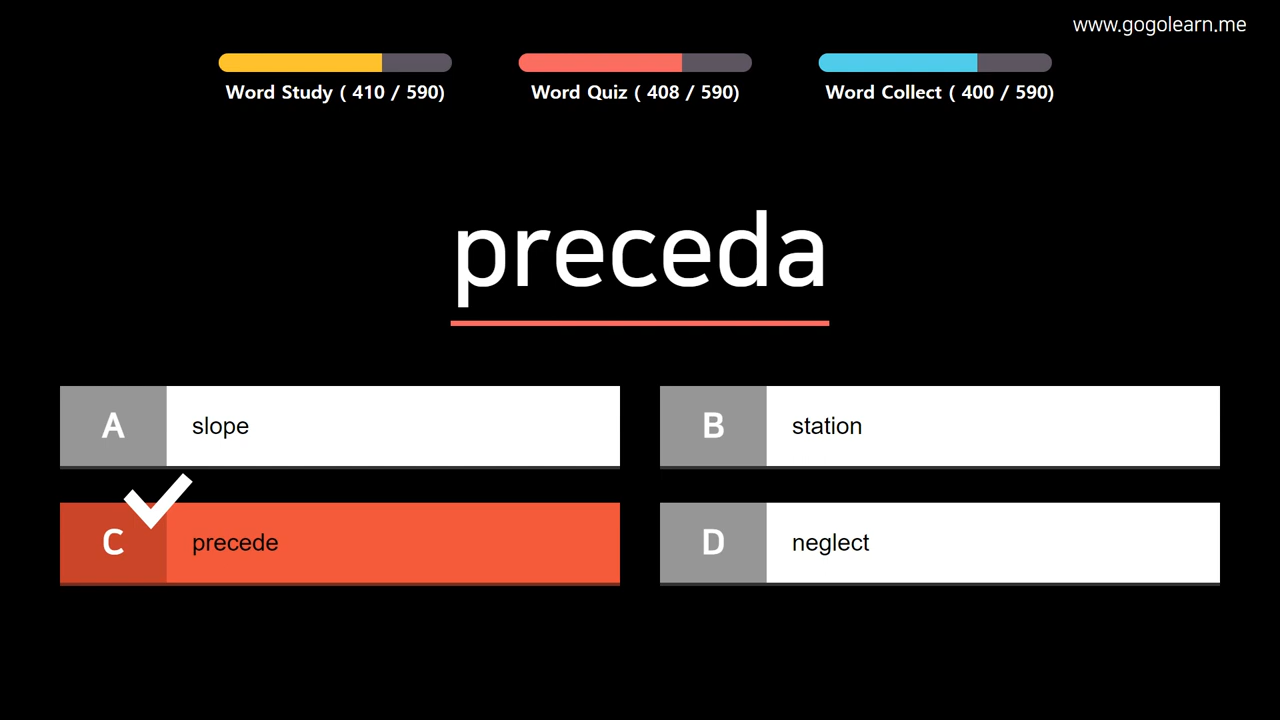 www.gogolearn.me
Word Study ( 410 / 590)
Word Quiz ( 408 / 590)
Word Collect ( 400 / 590)
preceda
A slope
B station
C precede
D neglect